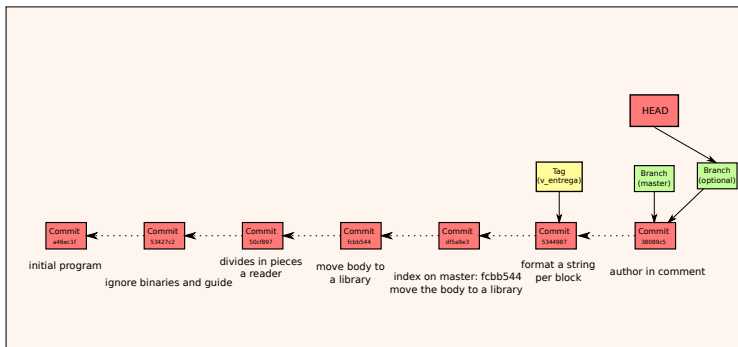 HEAD
Tag
(v_entrega)
Branch
(master)
Branch
(optional)
Commit
a46ec1f
Commit
53427c2
Commit
50cf897
Commit
fcbb544
Commit
df5a9e3
Commit
5344987
Commit
38089c5
initial program
ignore binaries and guide
divides in pieces
a reader
move body to
a library
index on master: fcbb544
move the body to a library
format a string
per block
author in comment